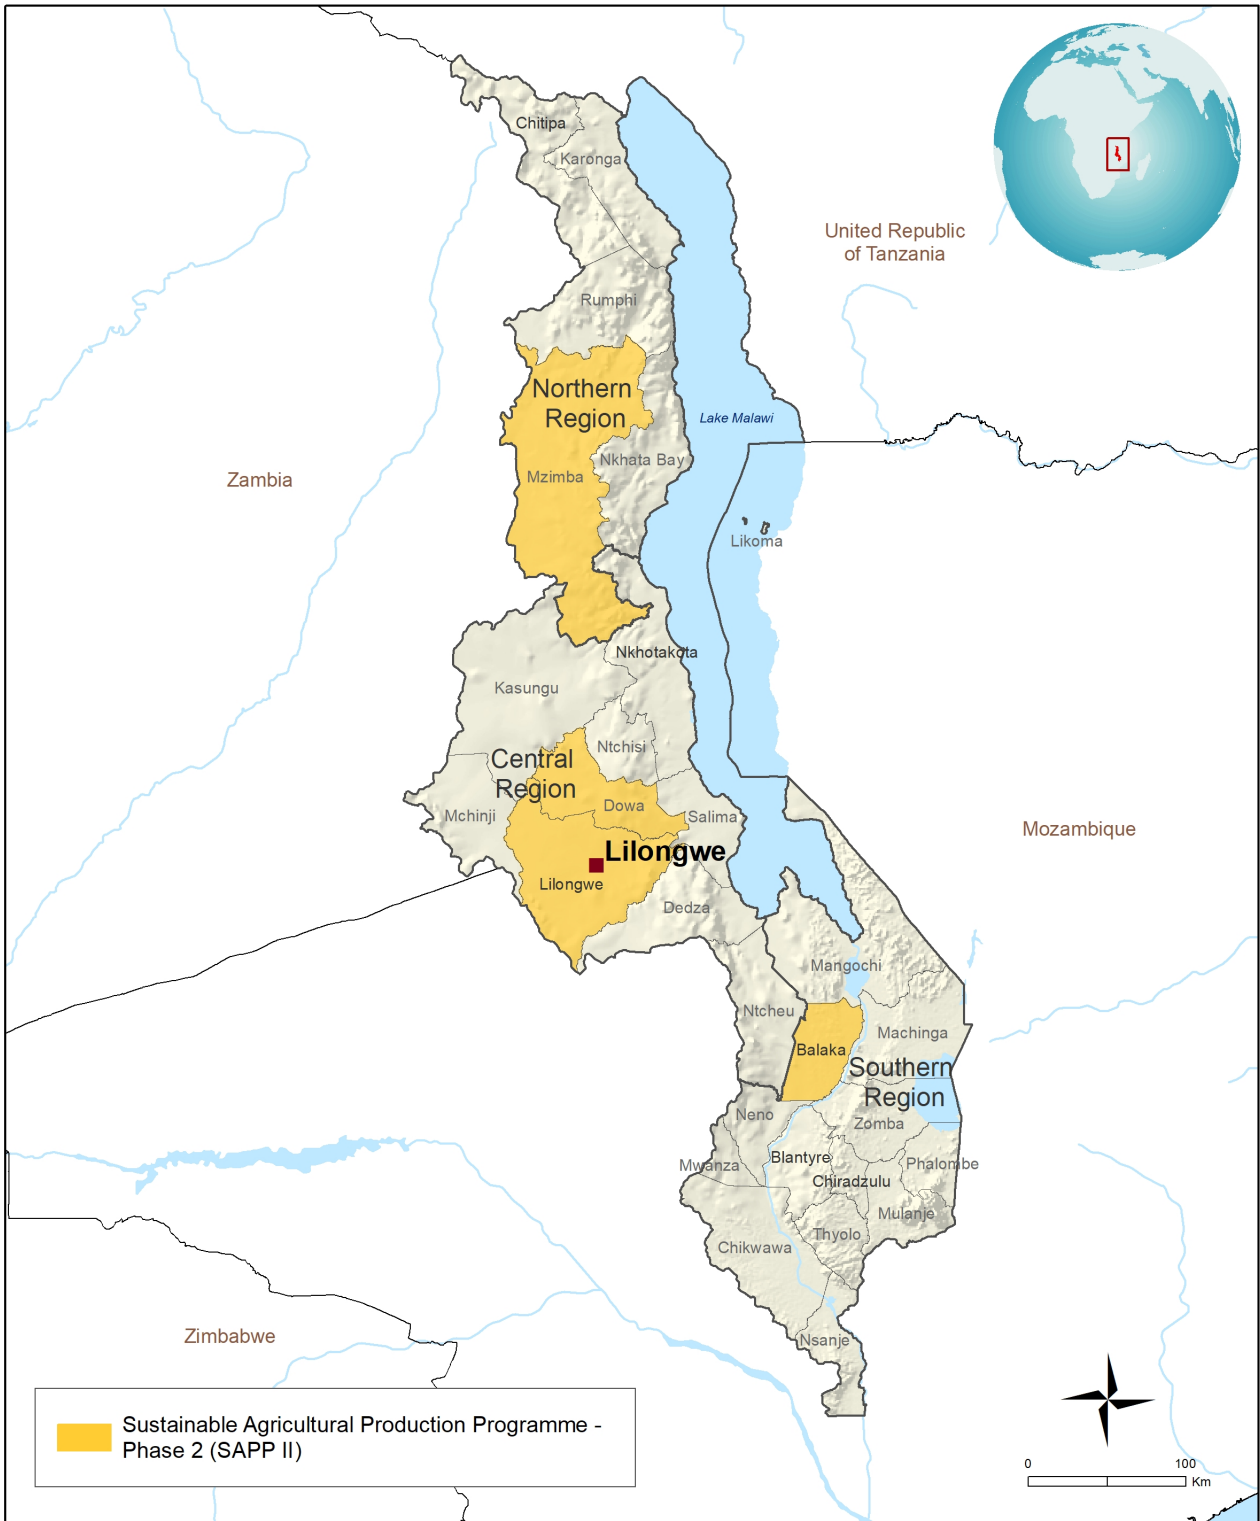 Chitipa
Karonga
United Republic
of Tanzania
Rumphi
Northern
Region
Lake Malawi
Nkhata Bay
Mzimba
Zambia
Likoma
Nkhotakota
Kasungu
Ntchisi
Central
Region
Dowa
Mchinji
Salima
Mozambique
Lilongwe
Lilongwe
Dedza
Mangochi
Ntcheu
Machinga
Balaka
Southern
Region
Neno
Zomba
Blantyre
Mwanza
Phalombe
Chiradzulu
Mulanje
Thyolo
Chikwawa
Zimbabwe
Nsanje
Sustainable Agricultural Production Programme -
Phase 2 (SAPP II)
0 100
Km